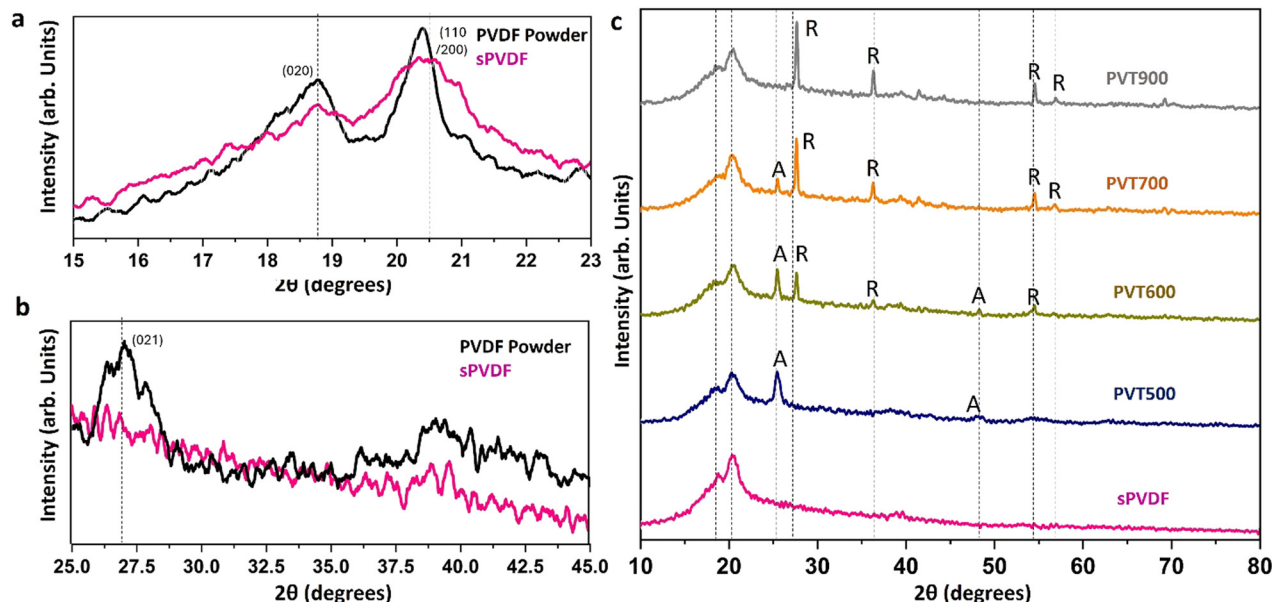 a
Intensity (arb. Units)
(020)
(110
/200)
PVDF Powder
sPVDF
15 16 17 18 19 20 21 22 23
2θ (degrees)
b
Intensity (arb. Units)
(021)
PVDF Powder
sPVDF
25.0 27.5 30.0 32.5 35.0 37.5 40.0 42.5 45.0
2θ (degrees)
c
Intensity (arb. Units)
R R R R
PVT900
A R R R R
PVT700
A R R A R
PVT600
A A
PVT500
sPVDF
10 20 30 40 50 60 70 80
2θ (degrees)